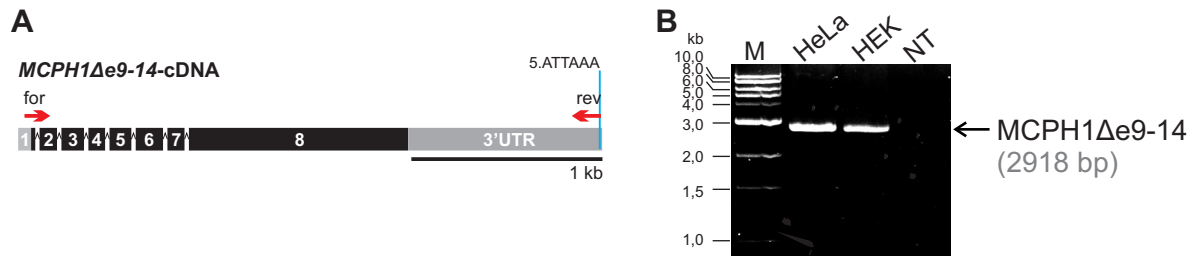 A
MCPH1Δe9-14-cDNA
5.ATTAAA
for
rev
1 2 3 4 5 6 7 8 3'UTR
1 kb
B
kb
M HeLa HEK NT
10,0
8,0
6,0
5,0
4,0
3,0
2,0
1,5
1,0
MCPH1Δe9-14
(2918 bp)